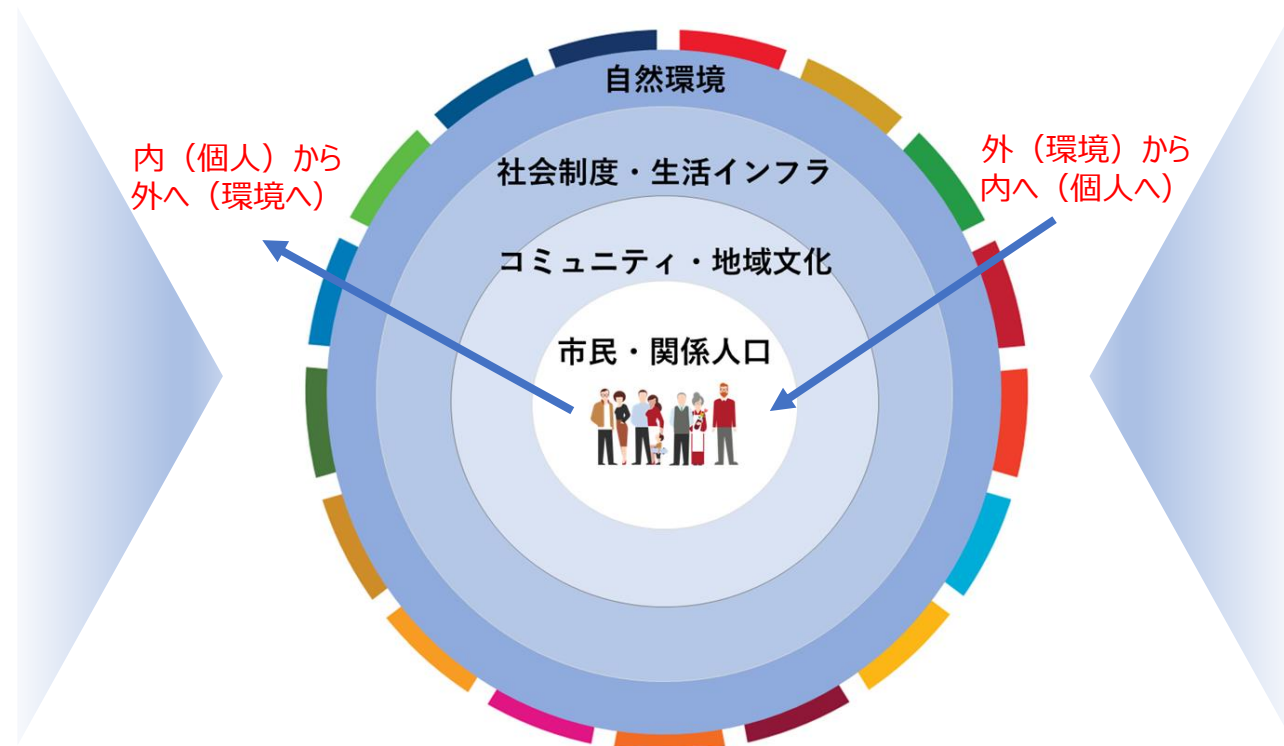 自然環境
内（個人）から
外へ（環境へ）
外（環境）から
内へ（個人へ）
社会制度・生活インフラ
コミュニティ・地域文化
市民・関係人口